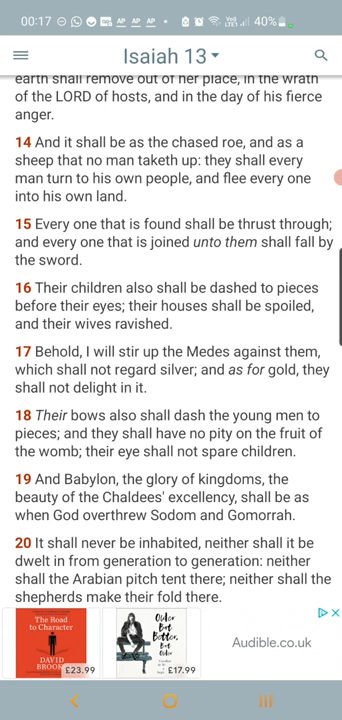 00:17
40%
Isaiah 13
earth shall remove out of her place, in the wrath
of the LORD of hosts, and in the day of his fierce
anger.
14 And it shall be as the chased roe, and as a
sheep that no man taketh up: they shall every
man turn to his own people, and flee every one
into his own land.
15 Every one that is found shall be thrust through;
and every one that is joined unto them shall fall by
the sword.
16 Their children also shall be dashed to pieces
before their eyes; their houses shall be spoiled,
and their wives ravished.
17 Behold, I will stir up the Medes against them,
which shall not regard silver; and as for gold, they
shall not delight in it.
18 Their bows also shall dash the young men to
pieces; and they shall have no pity on the fruit of
the womb; their eye shall not spare children.
19 And Babylon, the glory of kingdoms, the
beauty of the Chaldees' excellency, shall be as
when God overthrew Sodom and Gomorrah.
20 It shall never be inhabited, neither shall it be
dwelt in from generation to generation: neither
shall the Arabian pitch tent there; neither shall the
shepherds make their fold there.
The Road
to Character
DAVID
£23.99
Older
But
Better,
But
Older
£17.99
Audible.co.uk